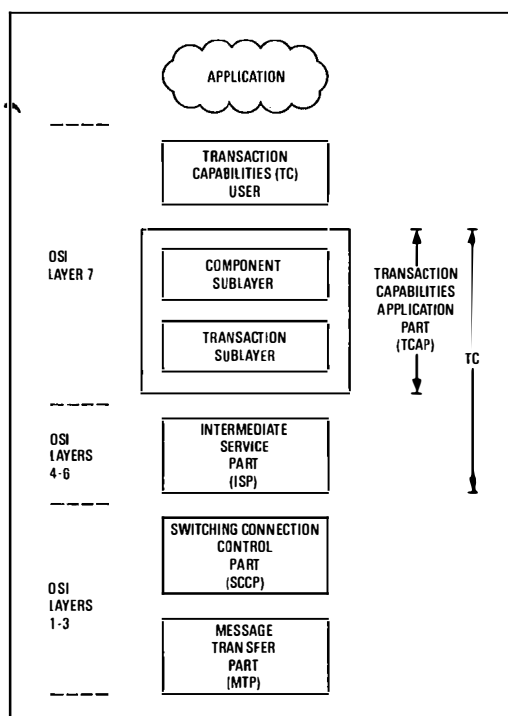 APPLICATION
TRANSACTION
CAPABILITIES (TC)
USER
OSI
LAYER 7
COMPONENT
SUBLAYER
TRANSACTION
SUBLAYER
TRANSACTION
CAPABILITIES
APPLICATION
PART
(TCAP)
TC
OSI
LAYERS
4-6
INTERMEDIATE
SERVICE
PART
(ISP)
SWITCHING CONNECTION
CONTROL
PART
(SCCP)
OSI
LAYERS
1-3
MESSAGE
TRANSFER
PART
(MTP)